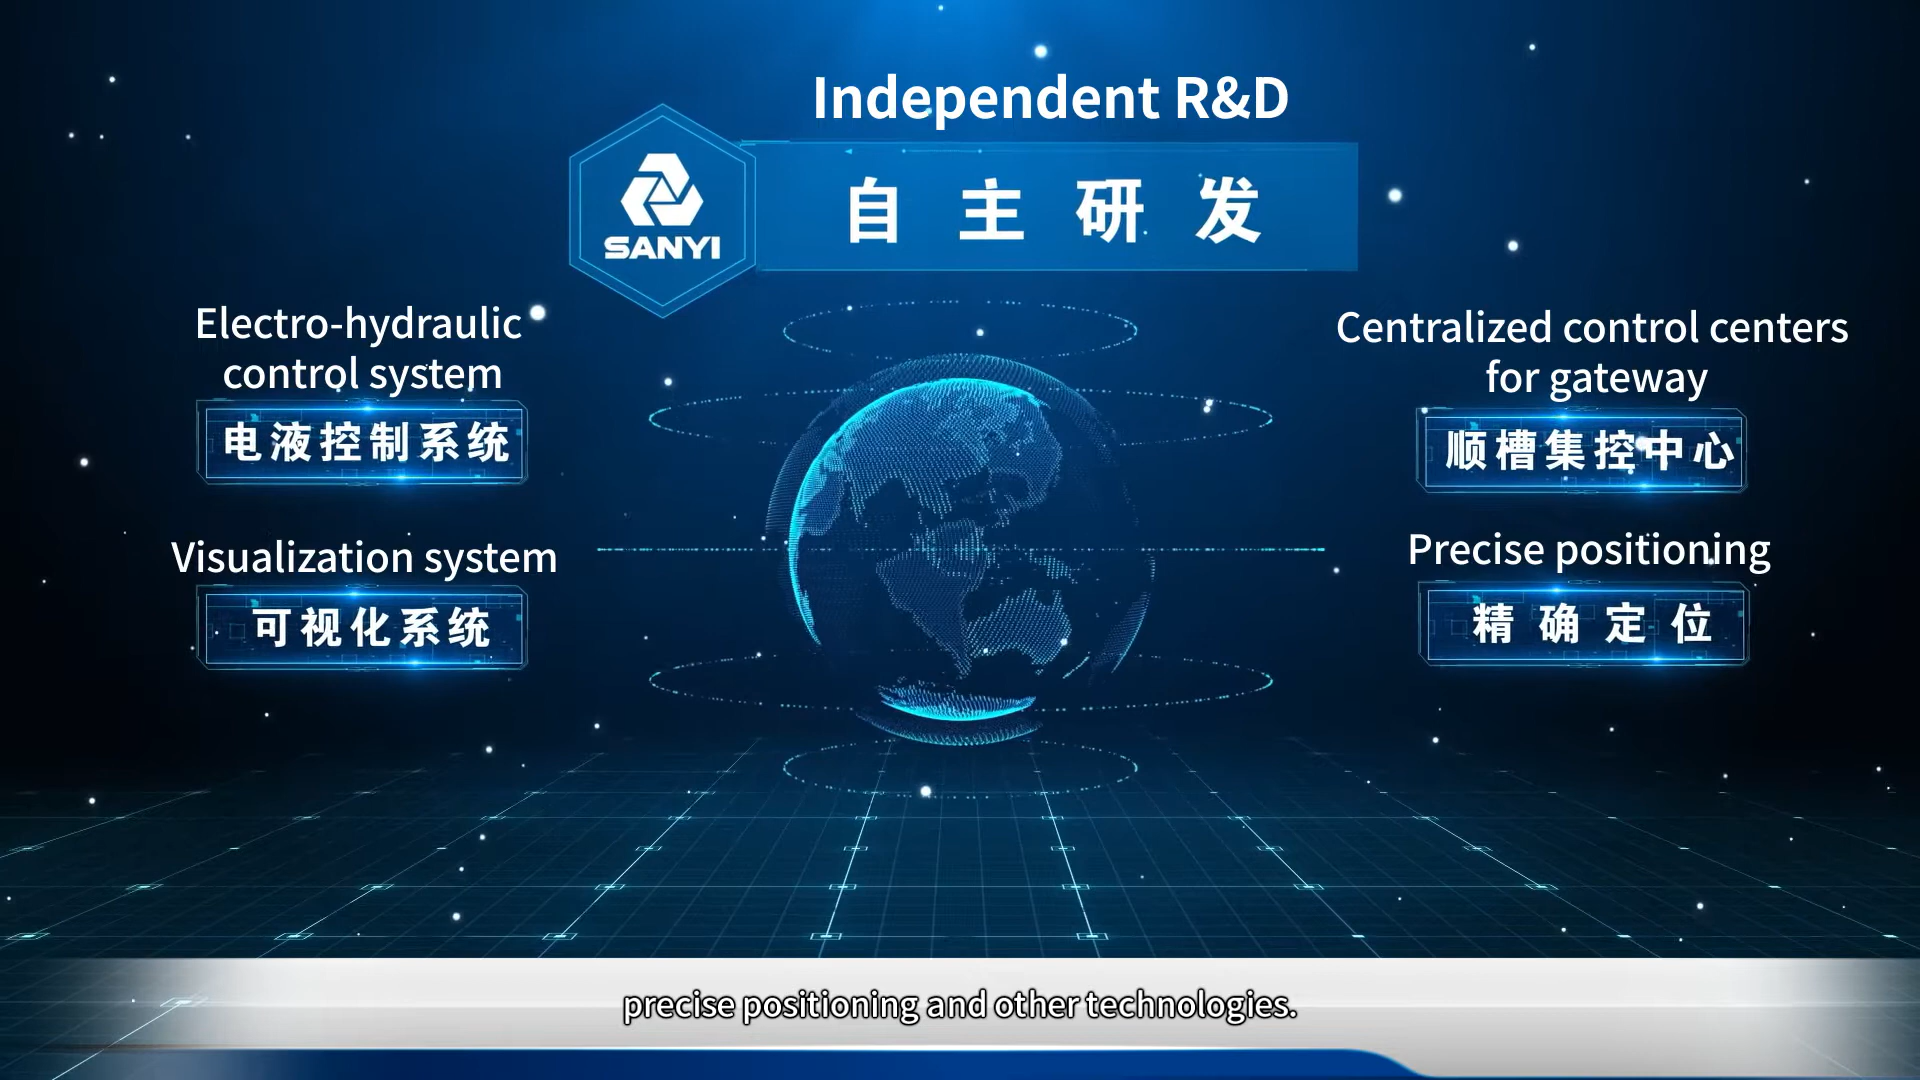 Independent R&D
SANYI
自主研发
Electro-hydraulic
control system
电液控制系统
Centralized control centers
for gateway
顺槽集控中心
Visualization system
可视化系统
Precise positioning
精确定位
precise positioning and other technologies.